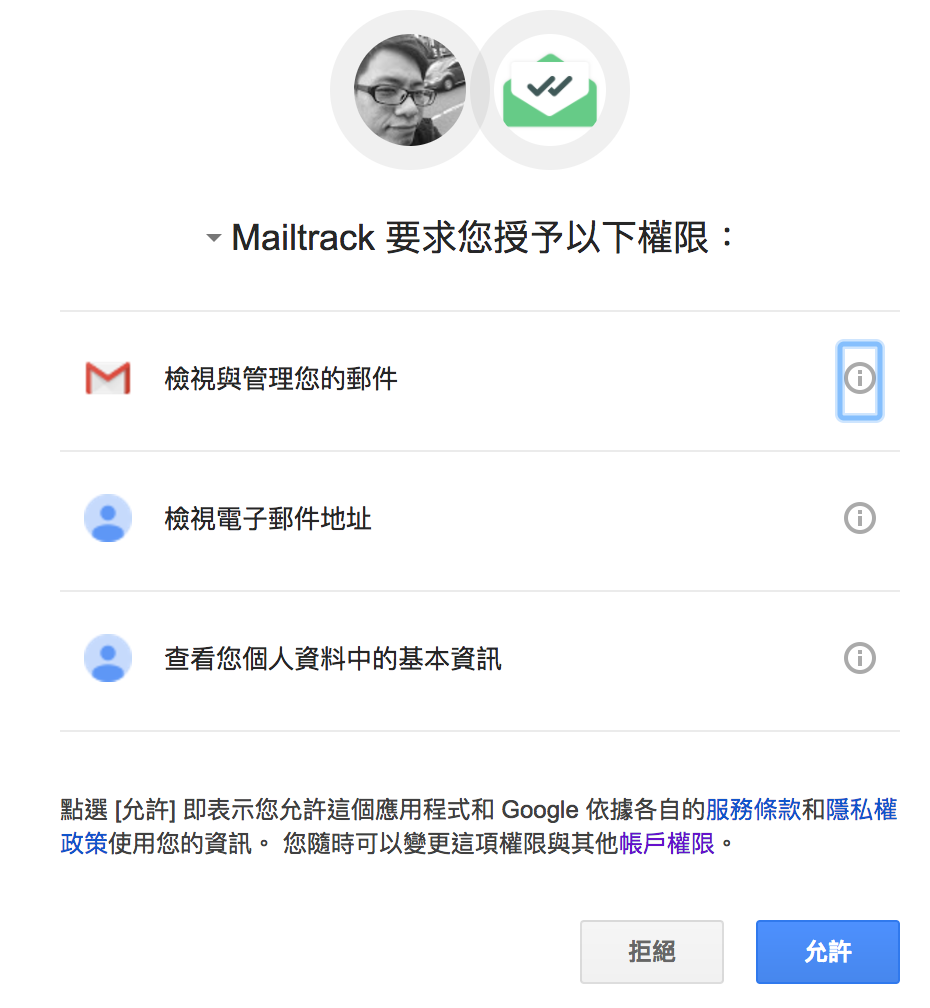 Mailtrack 要求您授予以下權限：
檢視與管理您的郵件
檢視電子郵件地址
查看您個人資料中的基本資訊
點選 [允許] 即表示您允許這個應用程式和 Google 依據各自的服務條款和隱私權
政策使用您的資訊。 您隨時可以變更這項權限與其他帳戶權限。
拒絕
允許